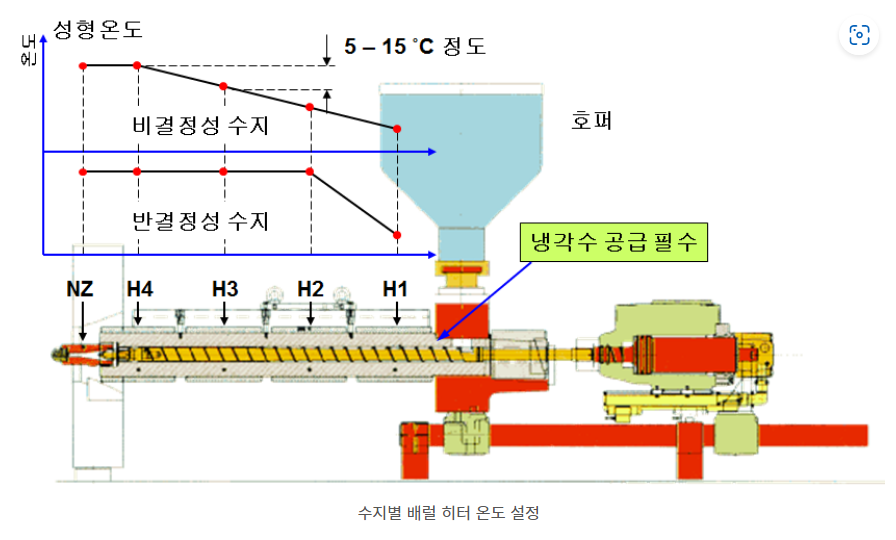 성형온도
온도
5 – 15 ˚C 정도
비결정성 수지
호퍼
반결정성 수지
냉각수 공급 필수
NZ H4 H3 H2 H1
수지별 배럴 히터 온도 설정